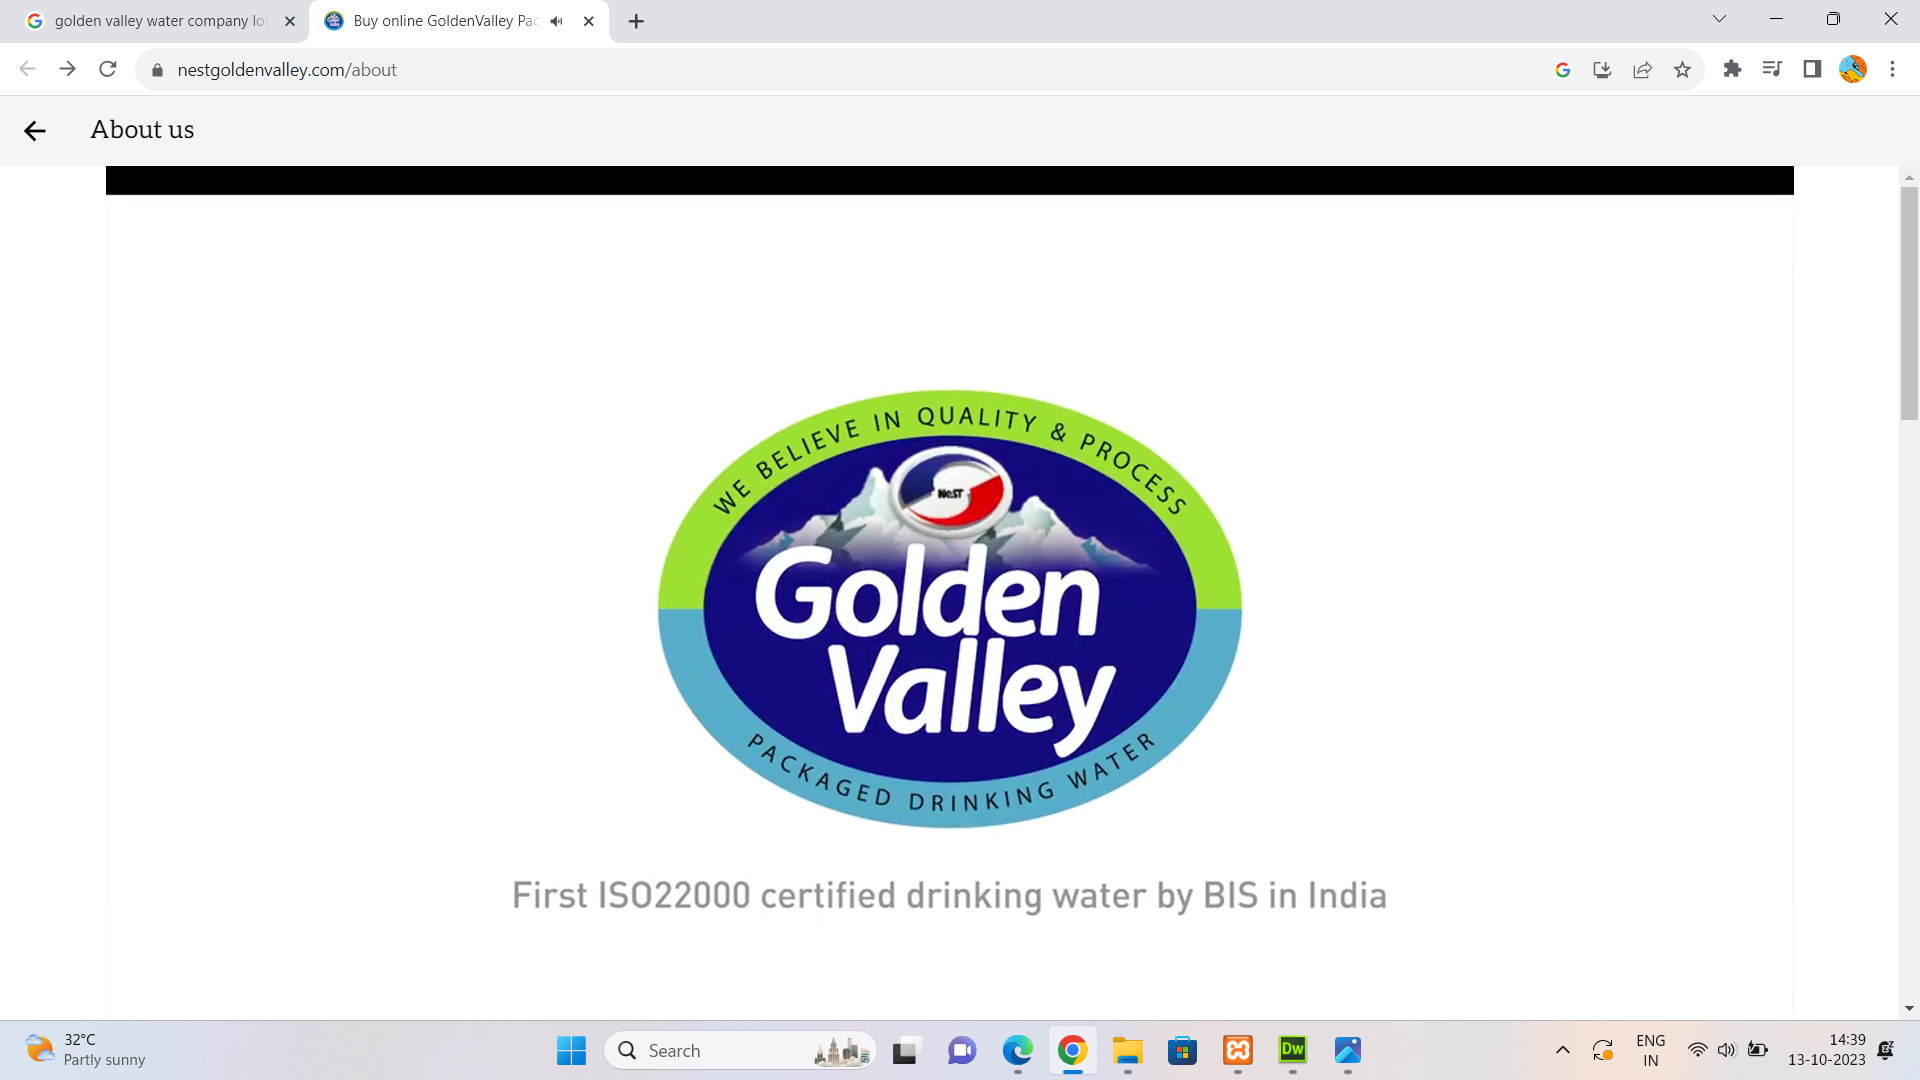 golden valley water company lo
Buy online GoldenValley Pac
nestgoldenvalley.com/about
About us
WE BELIEVE IN QUALITY & PROCESS
NeST
Golden
Valley
PACKAGED DRINKING WATER
First ISO22000 certified drinking water by BIS in India
32°C
Partly sunny
Search
Dw
ENG
IN
14:39
13-10-2023